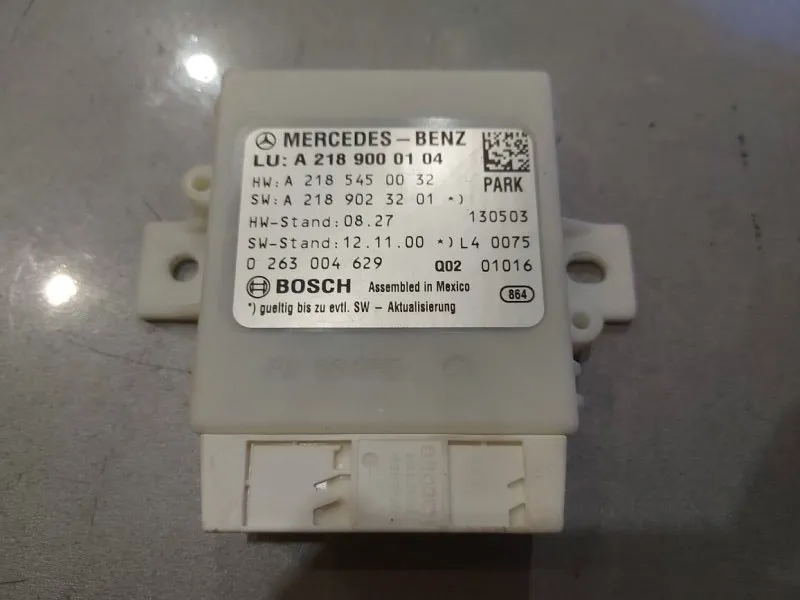 MERCEDES-BENZ
LU: A 218 900 01 04
HW: A 218 545 00 32
PARK
SW: A 218 902 32 01 *)
HW-Stand: 08.27 130503
SW-Stand: 12.11.00 *) L4 0075
0 263 004 629 Q02 01016
BOSCH Assembled in Mexico
864
*) gueltig bis zu evtl. SW - Aktualisierung